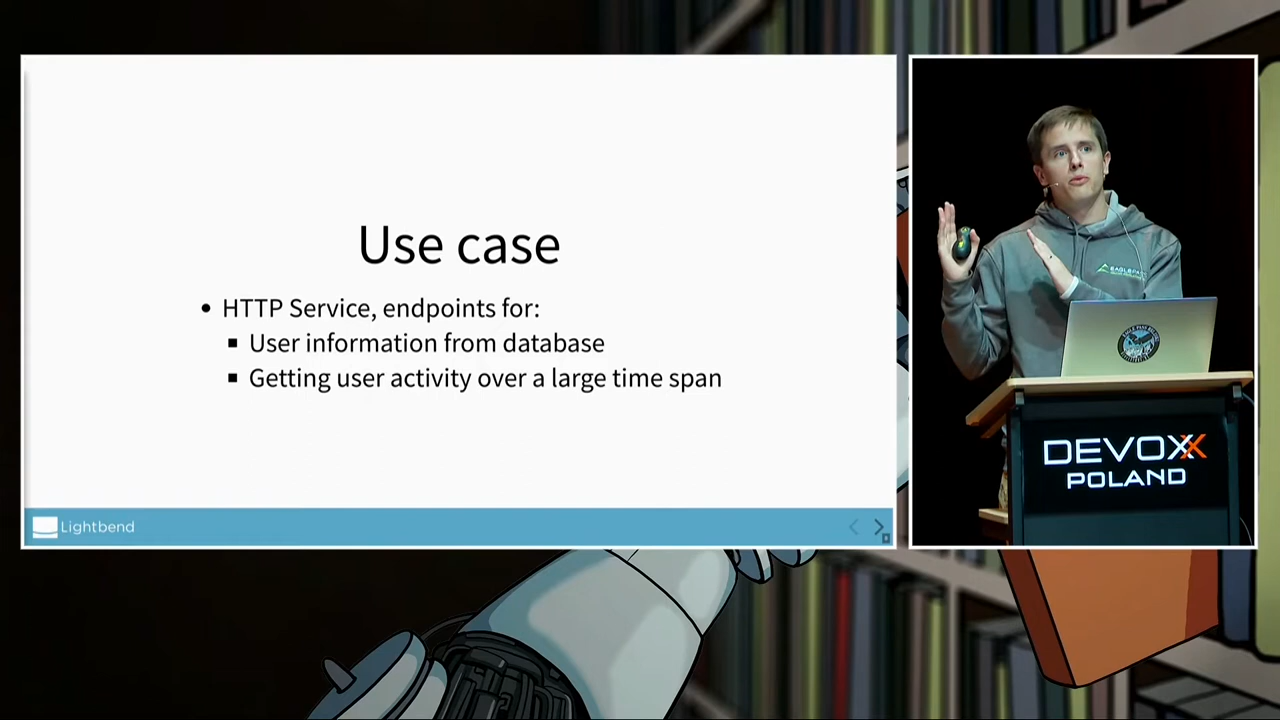 Use case
• HTTP Service, endpoints for:
▪ User information from database
▪ Getting user activity over a large time span
Lightbend
DEVOXX
POLAND